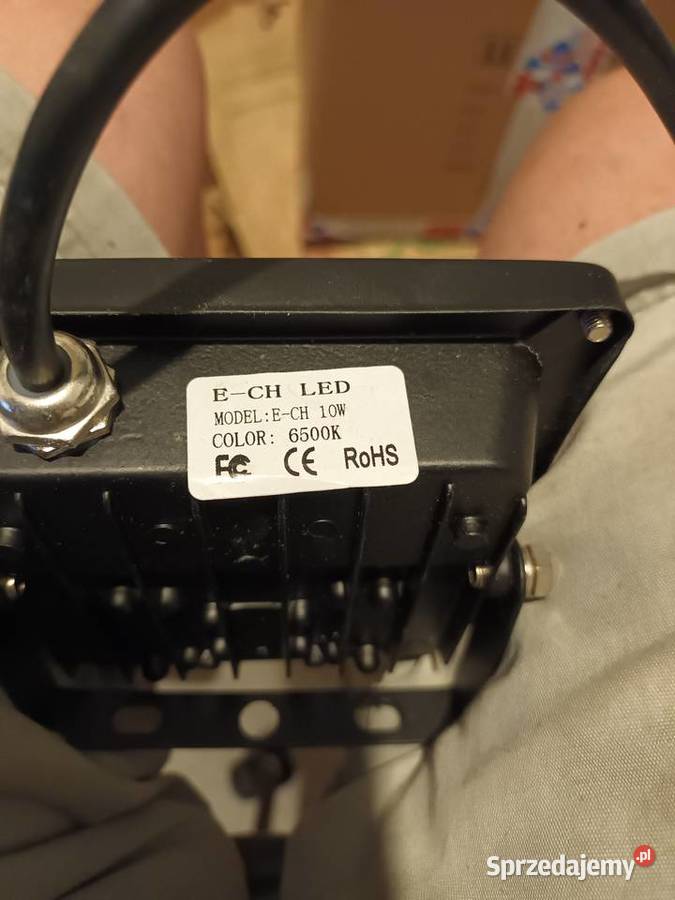 E-CH LED
MODEL:E-CH 10W
COLOR: 6500K
FC CE RoHS
Sprzedajemy.pl